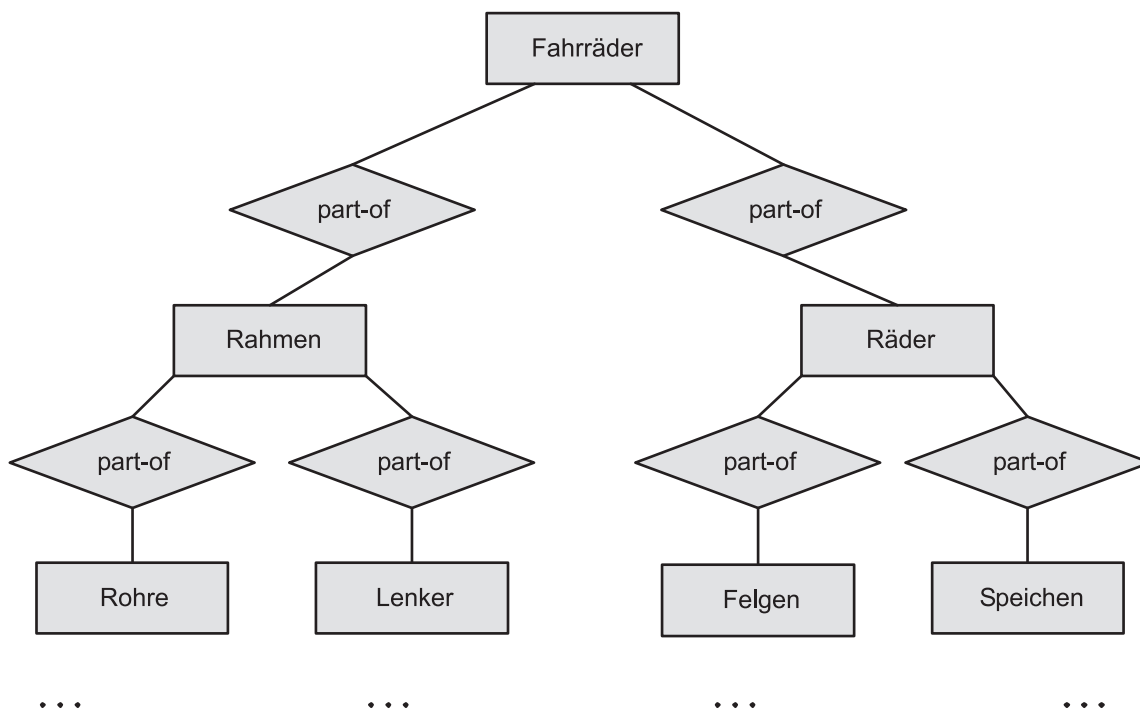 Fahrräder
part-of
part-of
Rahmen
Räder
part-of
part-of
part-of
part-of
Rohre
Lenker
Felgen
Speichen
... ... ... ...